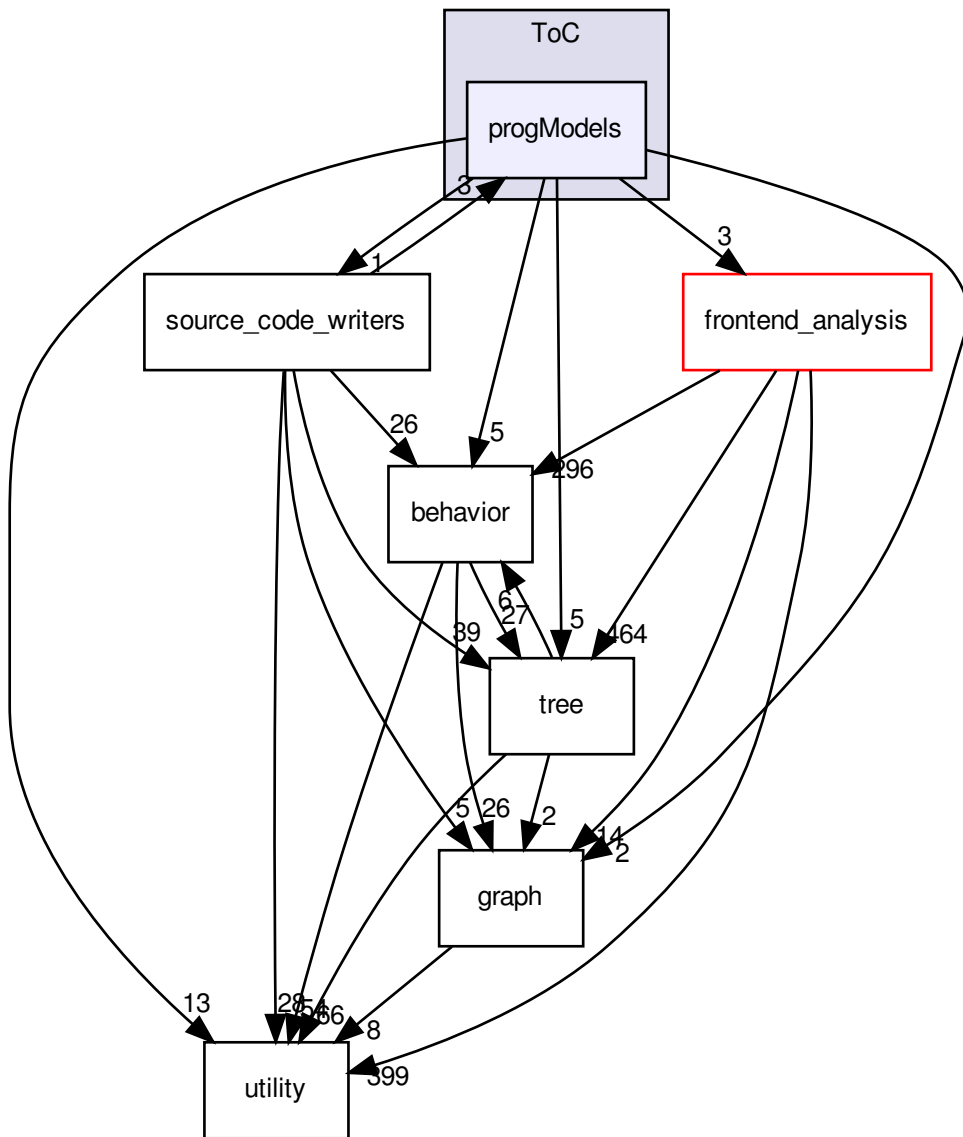 ToC
progModels
3
1
3
source_code_writers
frontend_analysis
26
5
296
behavior
6
27
39
5
464
tree
5
26
2
14
2
graph
13
28
54
66
8
399
utility